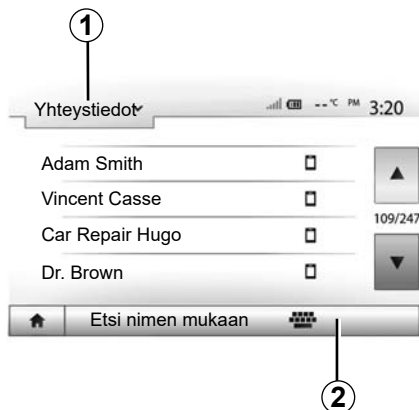 1
Yhteystiedot -- °C PM 3:20
Adam Smith
Vincent Casse
109/247
Car Repair Hugo
Dr. Brown
Etsi nimen mukaan
2